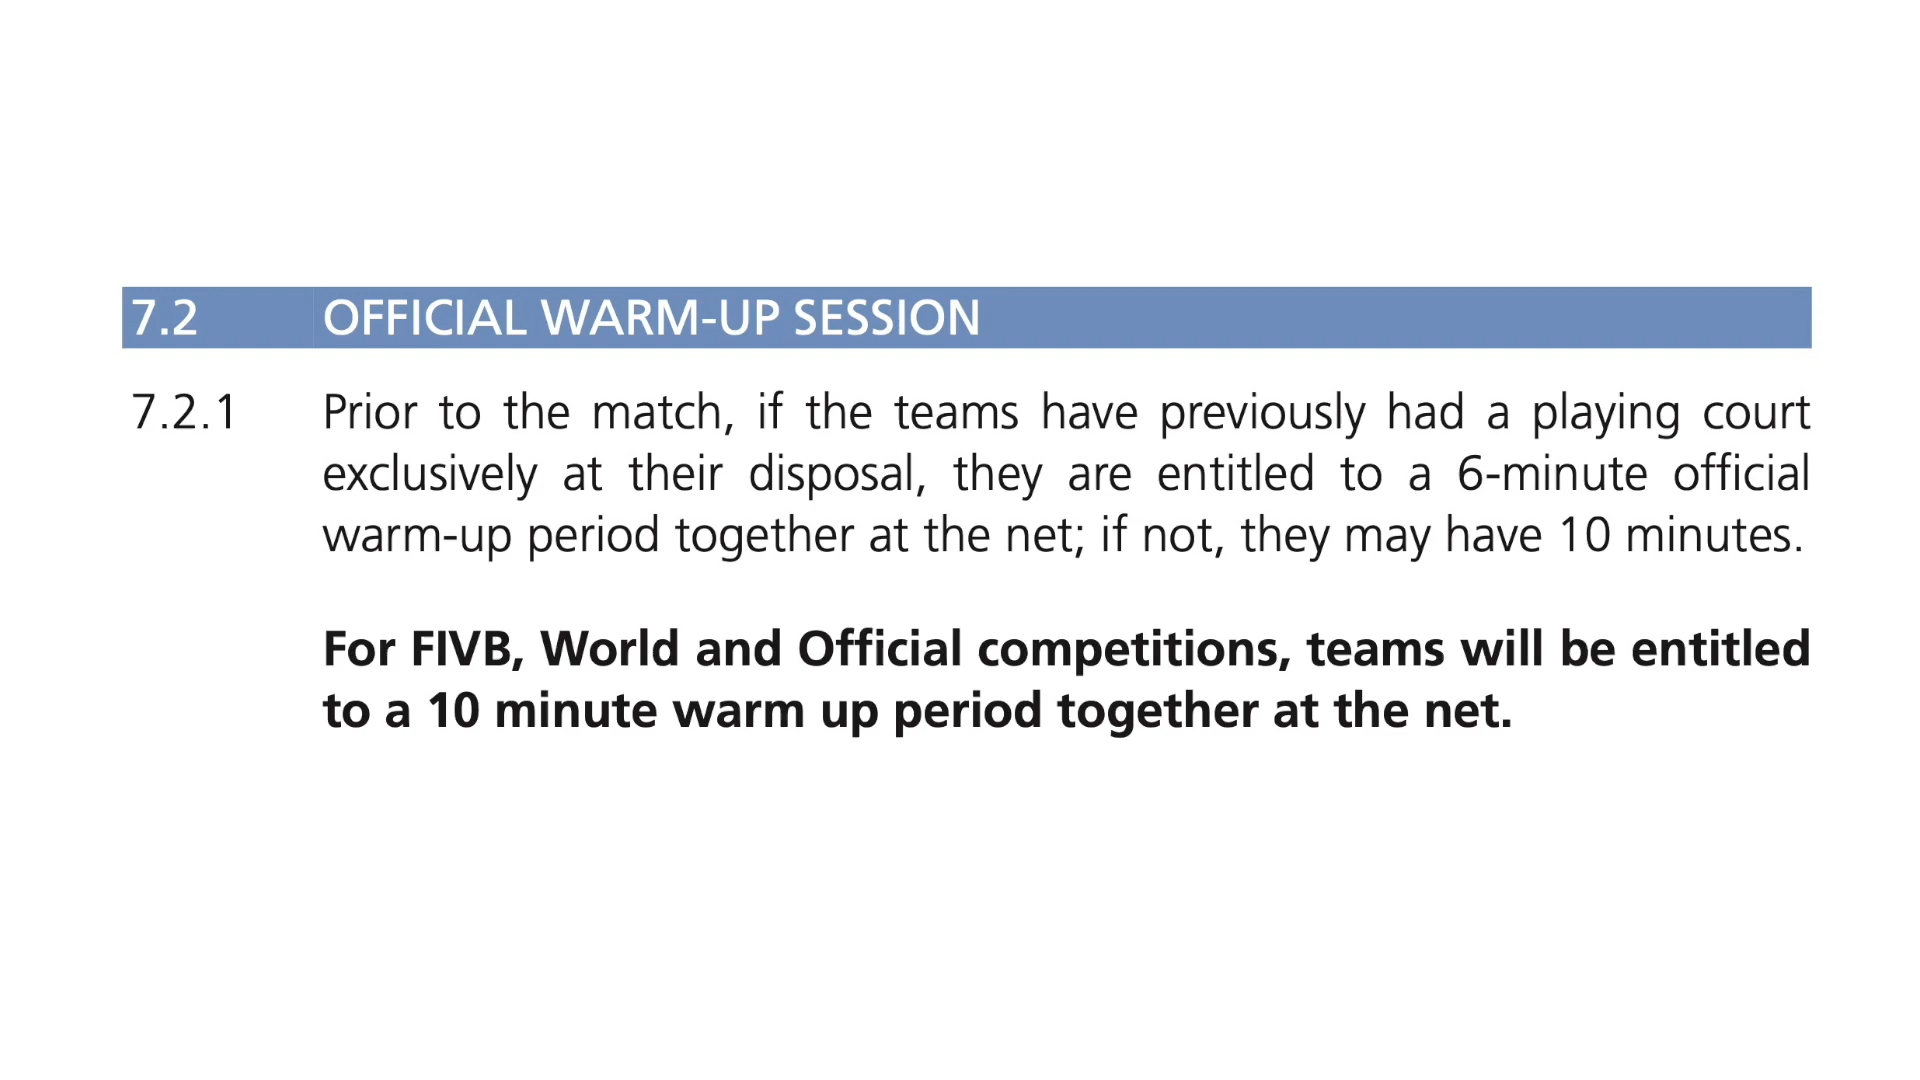 7.2 OFFICIAL WARM-UP SESSION
7.2.1 Prior to the match, if the teams have previously had a playing court
exclusively at their disposal, they are entitled to a 6-minute official
warm-up period together at the net; if not, they may have 10 minutes.
For FIVB, World and Official competitions, teams will be entitled
to a 10 minute warm up period together at the net.